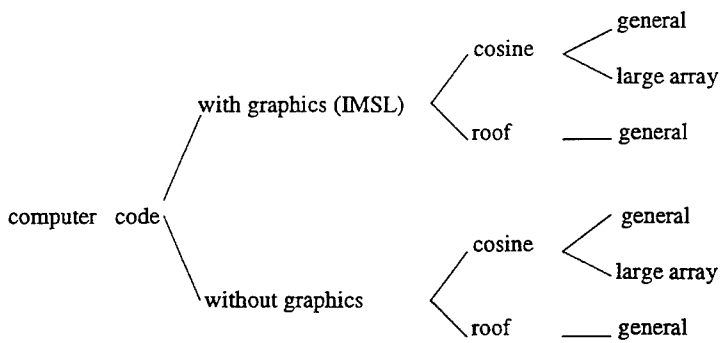 general
cosine
large array
with graphics (IMSL)
roof
general
computer code
general
cosine
large array
without graphics
roof
general